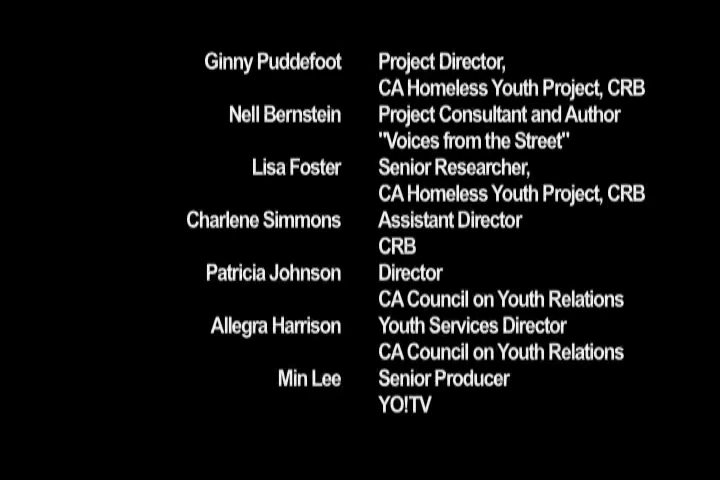 Ginny Puddefoot Project Director,
CA Homeless Youth Project, CRB
Nell Bernstein Project Consultant and Author
"Voices from the Street"
Lisa Foster Senior Researcher,
CA Homeless Youth Project, CRB
Charlene Simmons Assistant Director
CRB
Patricia Johnson Director
CA Council on Youth Relations
Allegra Harrison Youth Services Director
CA Council on Youth Relations
Min Lee Senior Producer
YO!TV